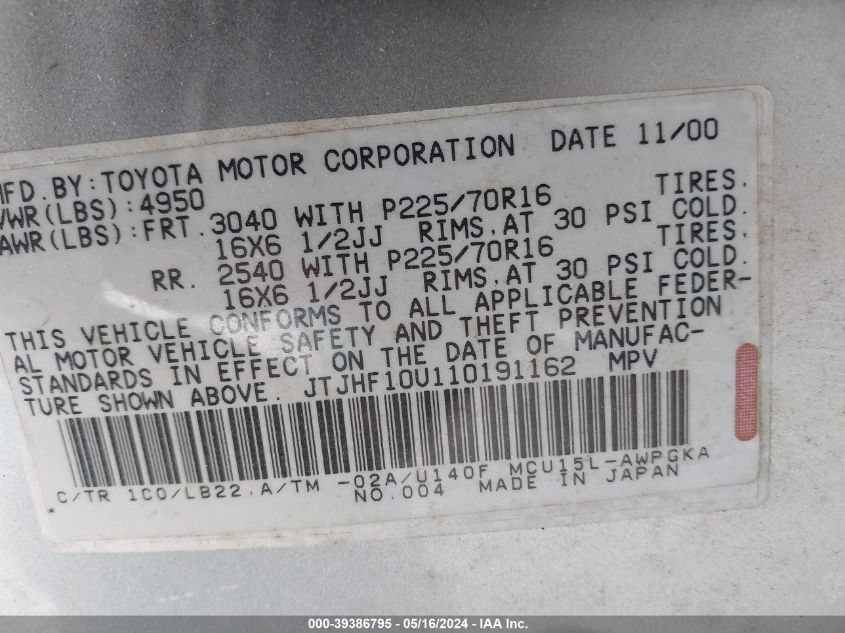 MFD. BY: TOYOTA MOTOR CORPORATION DATE 11/00
VWR(LBS): 4950
AWR(LBS): FRT. 3040 WITH P225/70R16 TIRES.
16X6 1/2JJ RIMS, AT 30 PSI COLD.
RR. 2540 WITH P225/70R16 TIRES.
16X6 1/2JJ RIMS, AT 30 PSI COLD.
THIS VEHICLE CONFORMS TO ALL APPLICABLE FEDER-
AL MOTOR VEHICLE SAFETY AND THEFT PREVENTION
STANDARDS IN EFFECT ON THE DATE OF MANUFAC-
TURE SHOWN ABOVE. JTJHF10U110191162 MPV
C/TR 1C0/LB22 A/TM -02A/U140F MCU15L-AWPGKA
* NO.004 MADE IN JAPAN
000-39386795 - 05/16/2024 - IAAI.com